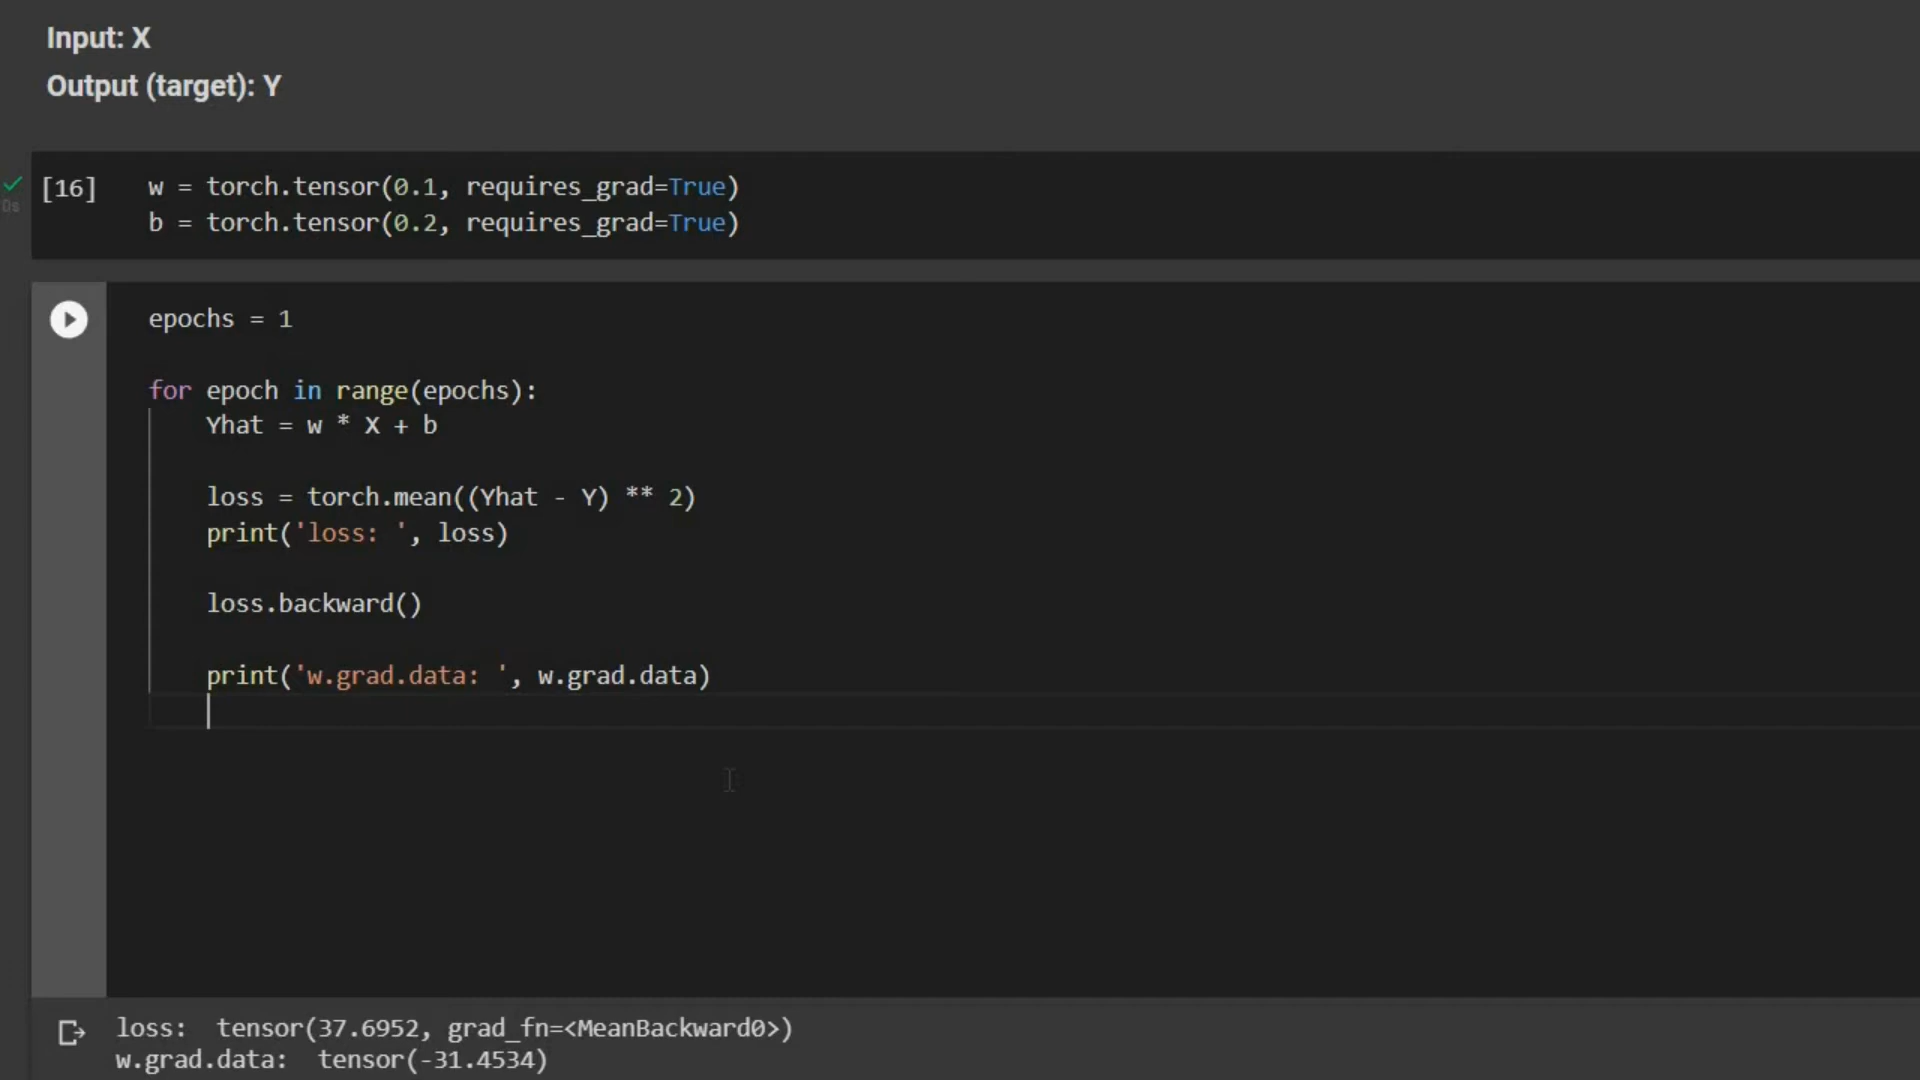 Input: X
Output (target): Y
0s
[16]
w = torch.tensor(0.1, requires_grad=True)
b = torch.tensor(0.2, requires_grad=True)
epochs = 1
for epoch in range(epochs):
    Yhat = w * X + b
    loss = torch.mean((Yhat - Y) ** 2)
    print('loss: ', loss)
    loss.backward()
    print('w.grad.data: ', w.grad.data)
loss:  tensor(37.6952, grad_fn=<MeanBackward0>)
w.grad.data:  tensor(-31.4534)